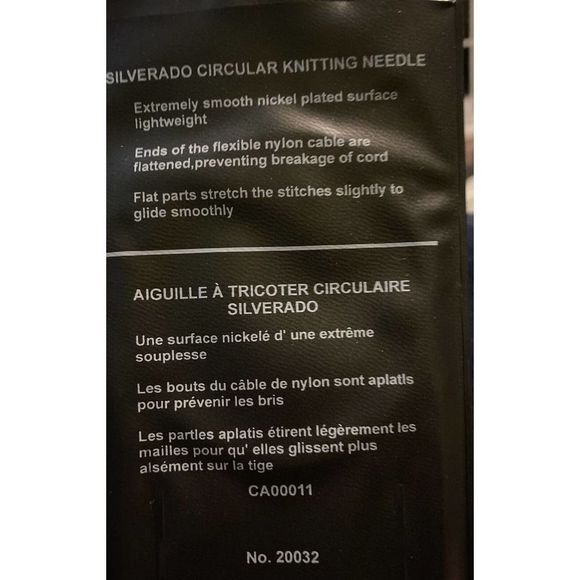 SILVERADO CIRCULAR KNITTING NEEDLE
Extremely smooth nickel plated surface
lightweight
Ends of the flexible nylon cable are
flattened,preventing breakage of cord
Flat parts stretch the stitches slightly to
glide smoothly
AIGUILLE À TRICOTER CIRCULAIRE
SILVERADO
Une surface nickelé d' une extrême
souplesse
Les bouts du câble de nylon sont aplatls
pour prévenir les bris
Les partles aplatis étirent légèrement les
mailles pour qu' elles glissent plus
alsément sur la tige
CA00011
No. 20032